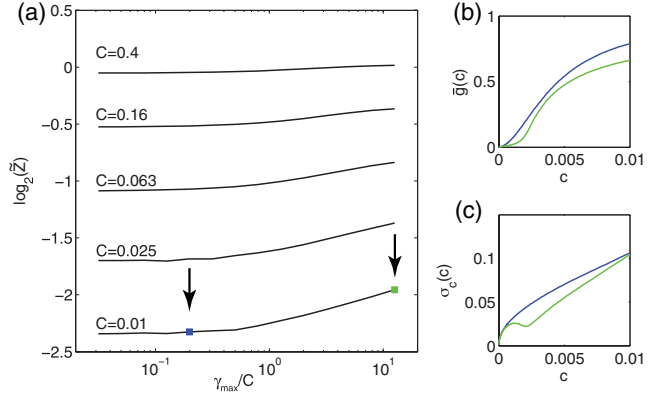 (a)
0.5
0
−0.5
−1
−1.5
−2
−2.5
log₂(Z̃)
C=0.4
C=0.16
C=0.063
C=0.025
C=0.01
10⁻¹
10⁰
10¹
γmax/C
(b)
1
0.5
0
ḡ(c)
0
0.005
0.01
c
(c)
0.1
0.05
0
σc(c)
0
0.005
0.01
c